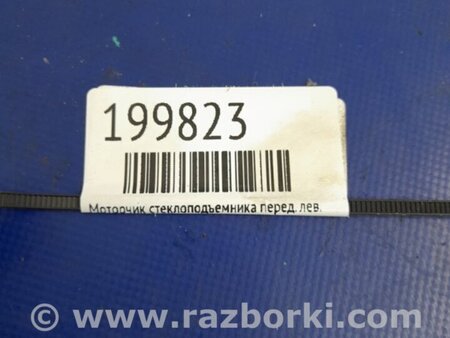 199823
Моторчик стеклоподъемника перед. лев.
© www.razborki.com